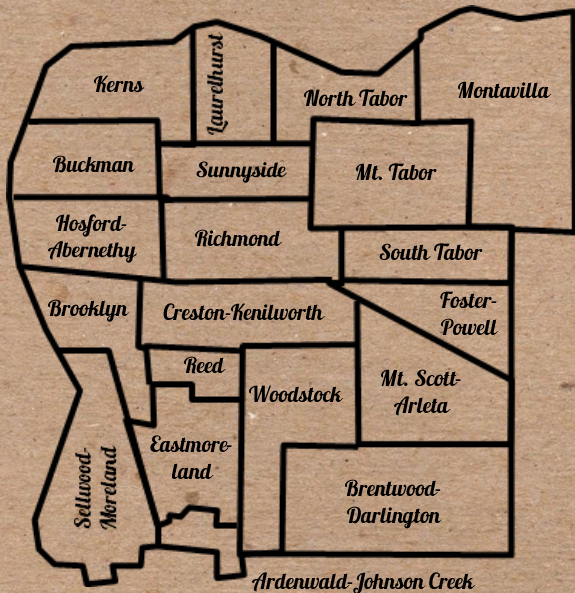 Kerns
Laurelhurst
North Tabor
Montavilla
Buckman
Sunnyside
Mt. Tabor
Hosford-
Abernethy
Richmond
South Tabor
Brooklyn
Creston-Kenilworth
Foster-
Powell
Reed
Woodstock
Mt. Scott-
Arleta
Eastmore-
land
Sellwood-
Moreland
Brentwood-
Darlington
Ardenwald-Johnson Creek